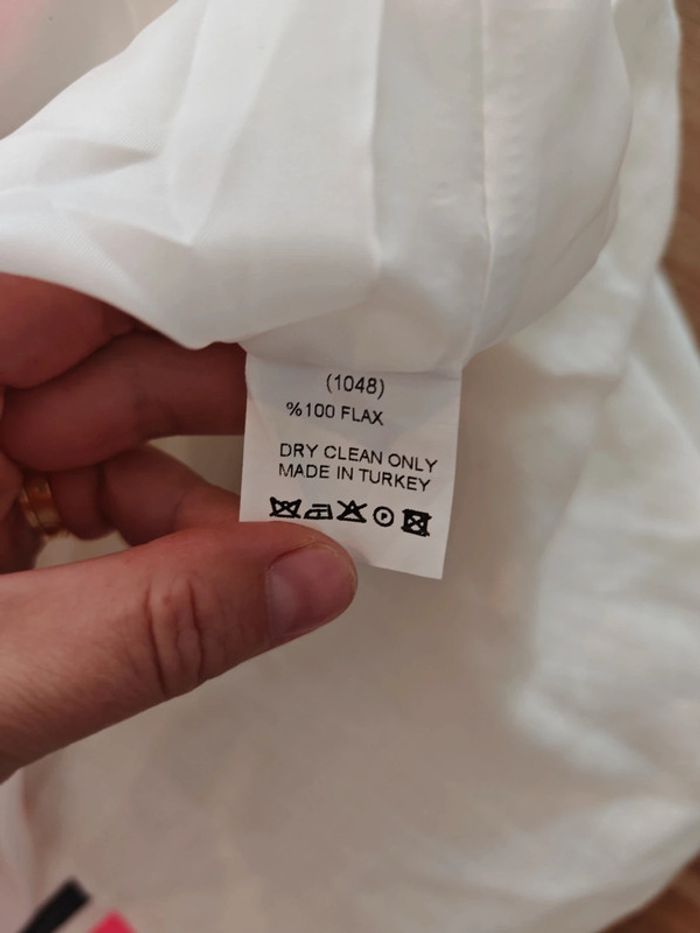 (1048)
%100 FLAX
DRY CLEAN ONLY
MADE IN TURKEY
P